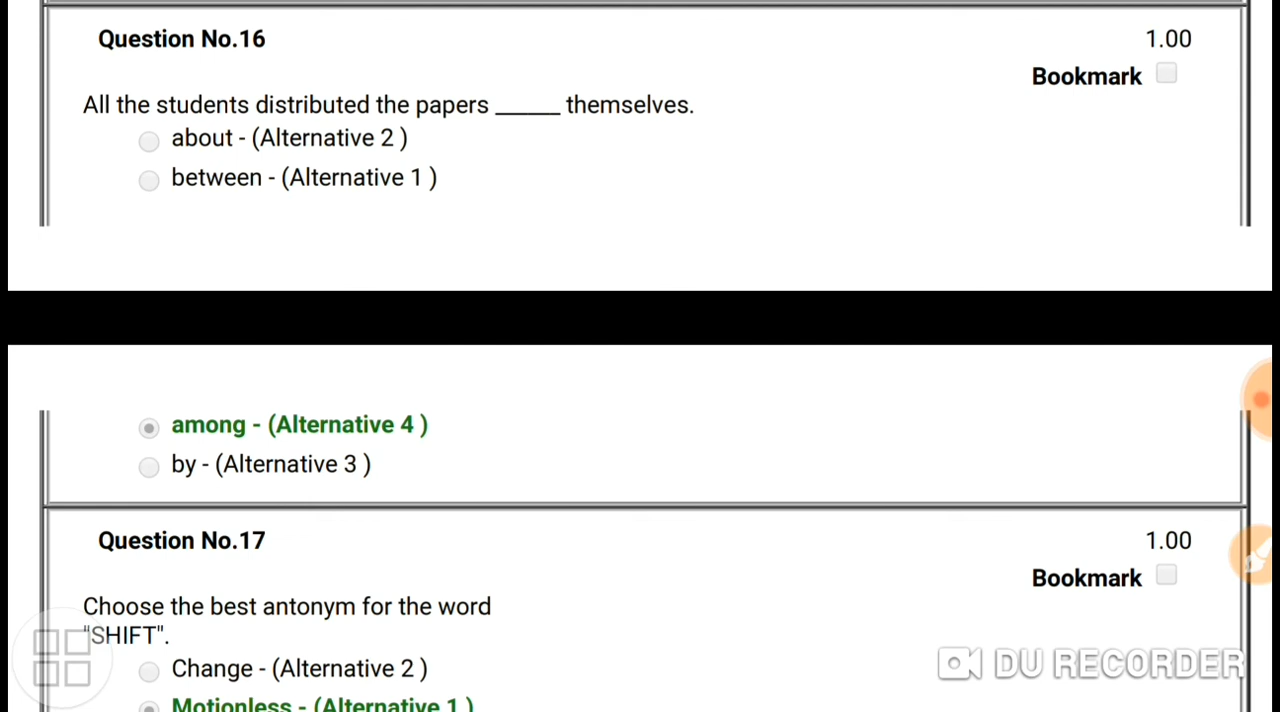 Question No.16
1.00
Bookmark
All the students distributed the papers ______ themselves.
about - (Alternative 2 )
between - (Alternative 1 )
among - (Alternative 4 )
by - (Alternative 3 )
Question No.17
1.00
Bookmark
Choose the best antonym for the word
"SHIFT".
Change - (Alternative 2 )
Motionless - (Alternative 1 )
DU RECORDER